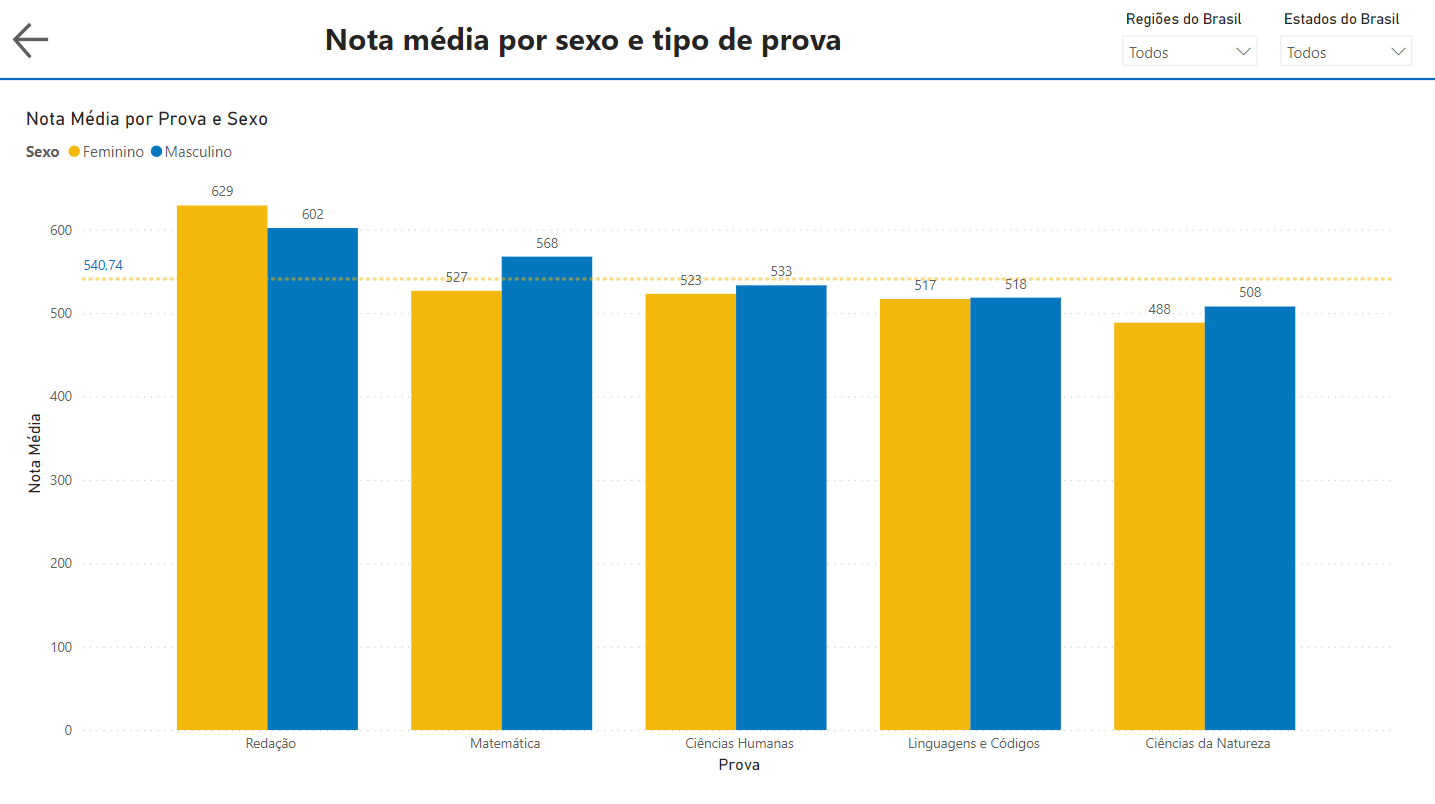 Nota média por sexo e tipo de prova
Regiões do Brasil
Todos
Estados do Brasil
Todos
Nota Média por Prova e Sexo
Sexo Feminino Masculino
Nota Média
600
500
400
300
200
100
0
540,74
629
602
527
568
523
533
517
518
488
508
Redação
Matemática
Ciências Humanas
Linguagens e Códigos
Ciências da Natureza
Prova